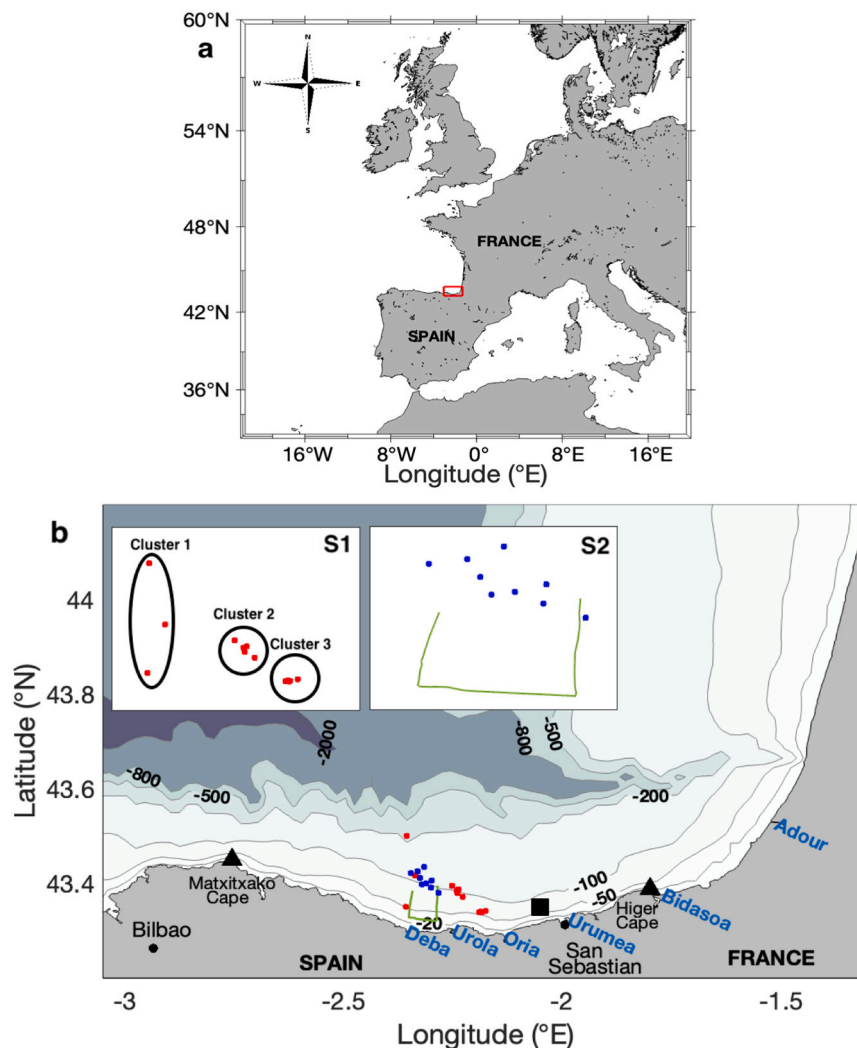 60°N
a
N
W
E
S
54°N
48°N
FRANCE
42°N
SPAIN
36°N
16°W
8°W
0°
8°E
16°E
Longitude (°E)
b
Cluster 1
S1
S2
Cluster 2
Cluster 3
44
43.8
43.6
43.4
Latitude (°N)
-2000
-800
-500
-800
-500
-200
-100
-50
-20
Adour
Matxitxako
Cape
Higer
Cape
Bidasoa
Bilbao
Deba
Urola
Oria
Urumea
San
Sebastian
SPAIN
FRANCE
-3
-2.5
-2
-1.5
Longitude (°E)